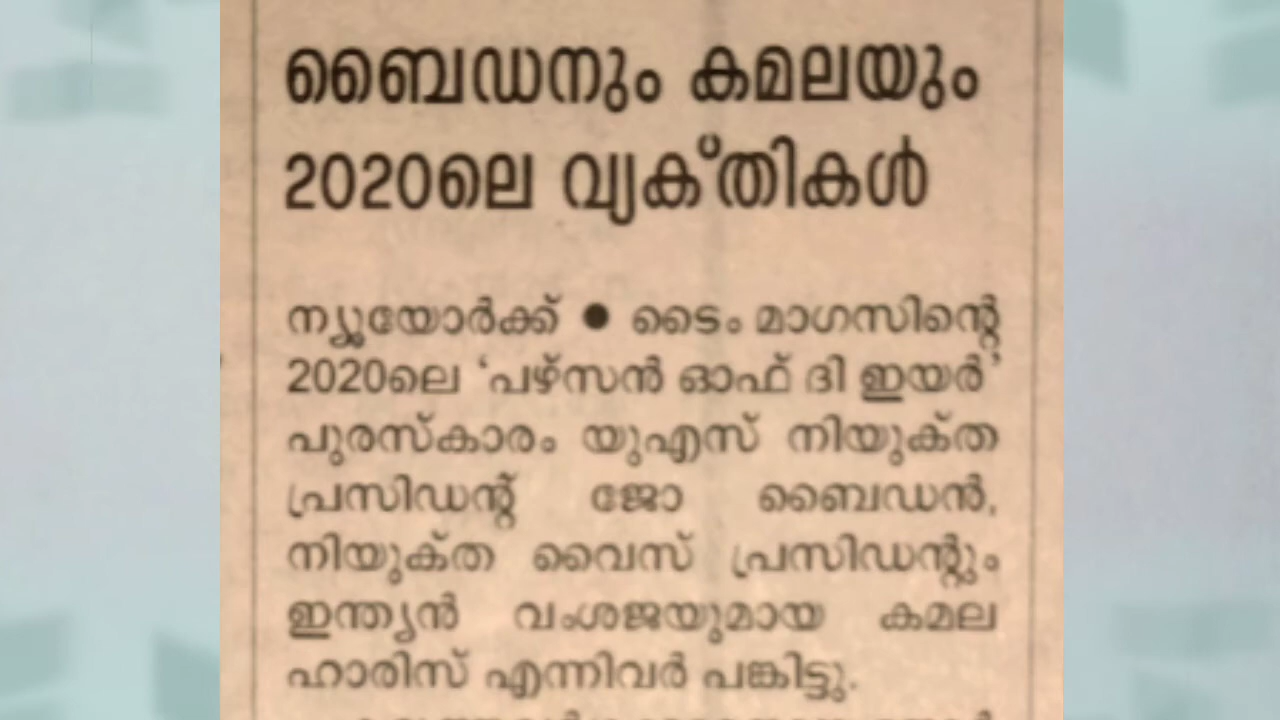 ബൈഡനും കമലയും
2020ലെ വ്യക്‌തികൾ
ന്യൂയോർക്ക് ● ടൈം മാഗസിന്റെ
2020ലെ ‘പഴ്സൻ ഓഫ് ദി ഇയർ’
പുരസ്കാരം യുഎസ് നിയുക്‌ത
പ്രസിഡന്റ് ജോ ബൈഡൻ,
നിയുക്‌ത വൈസ് പ്രസിഡന്റും
ഇന്ത്യൻ വംശജയുമായ കമല
ഹാരിസ് എന്നിവർ പങ്കിട്ടു.